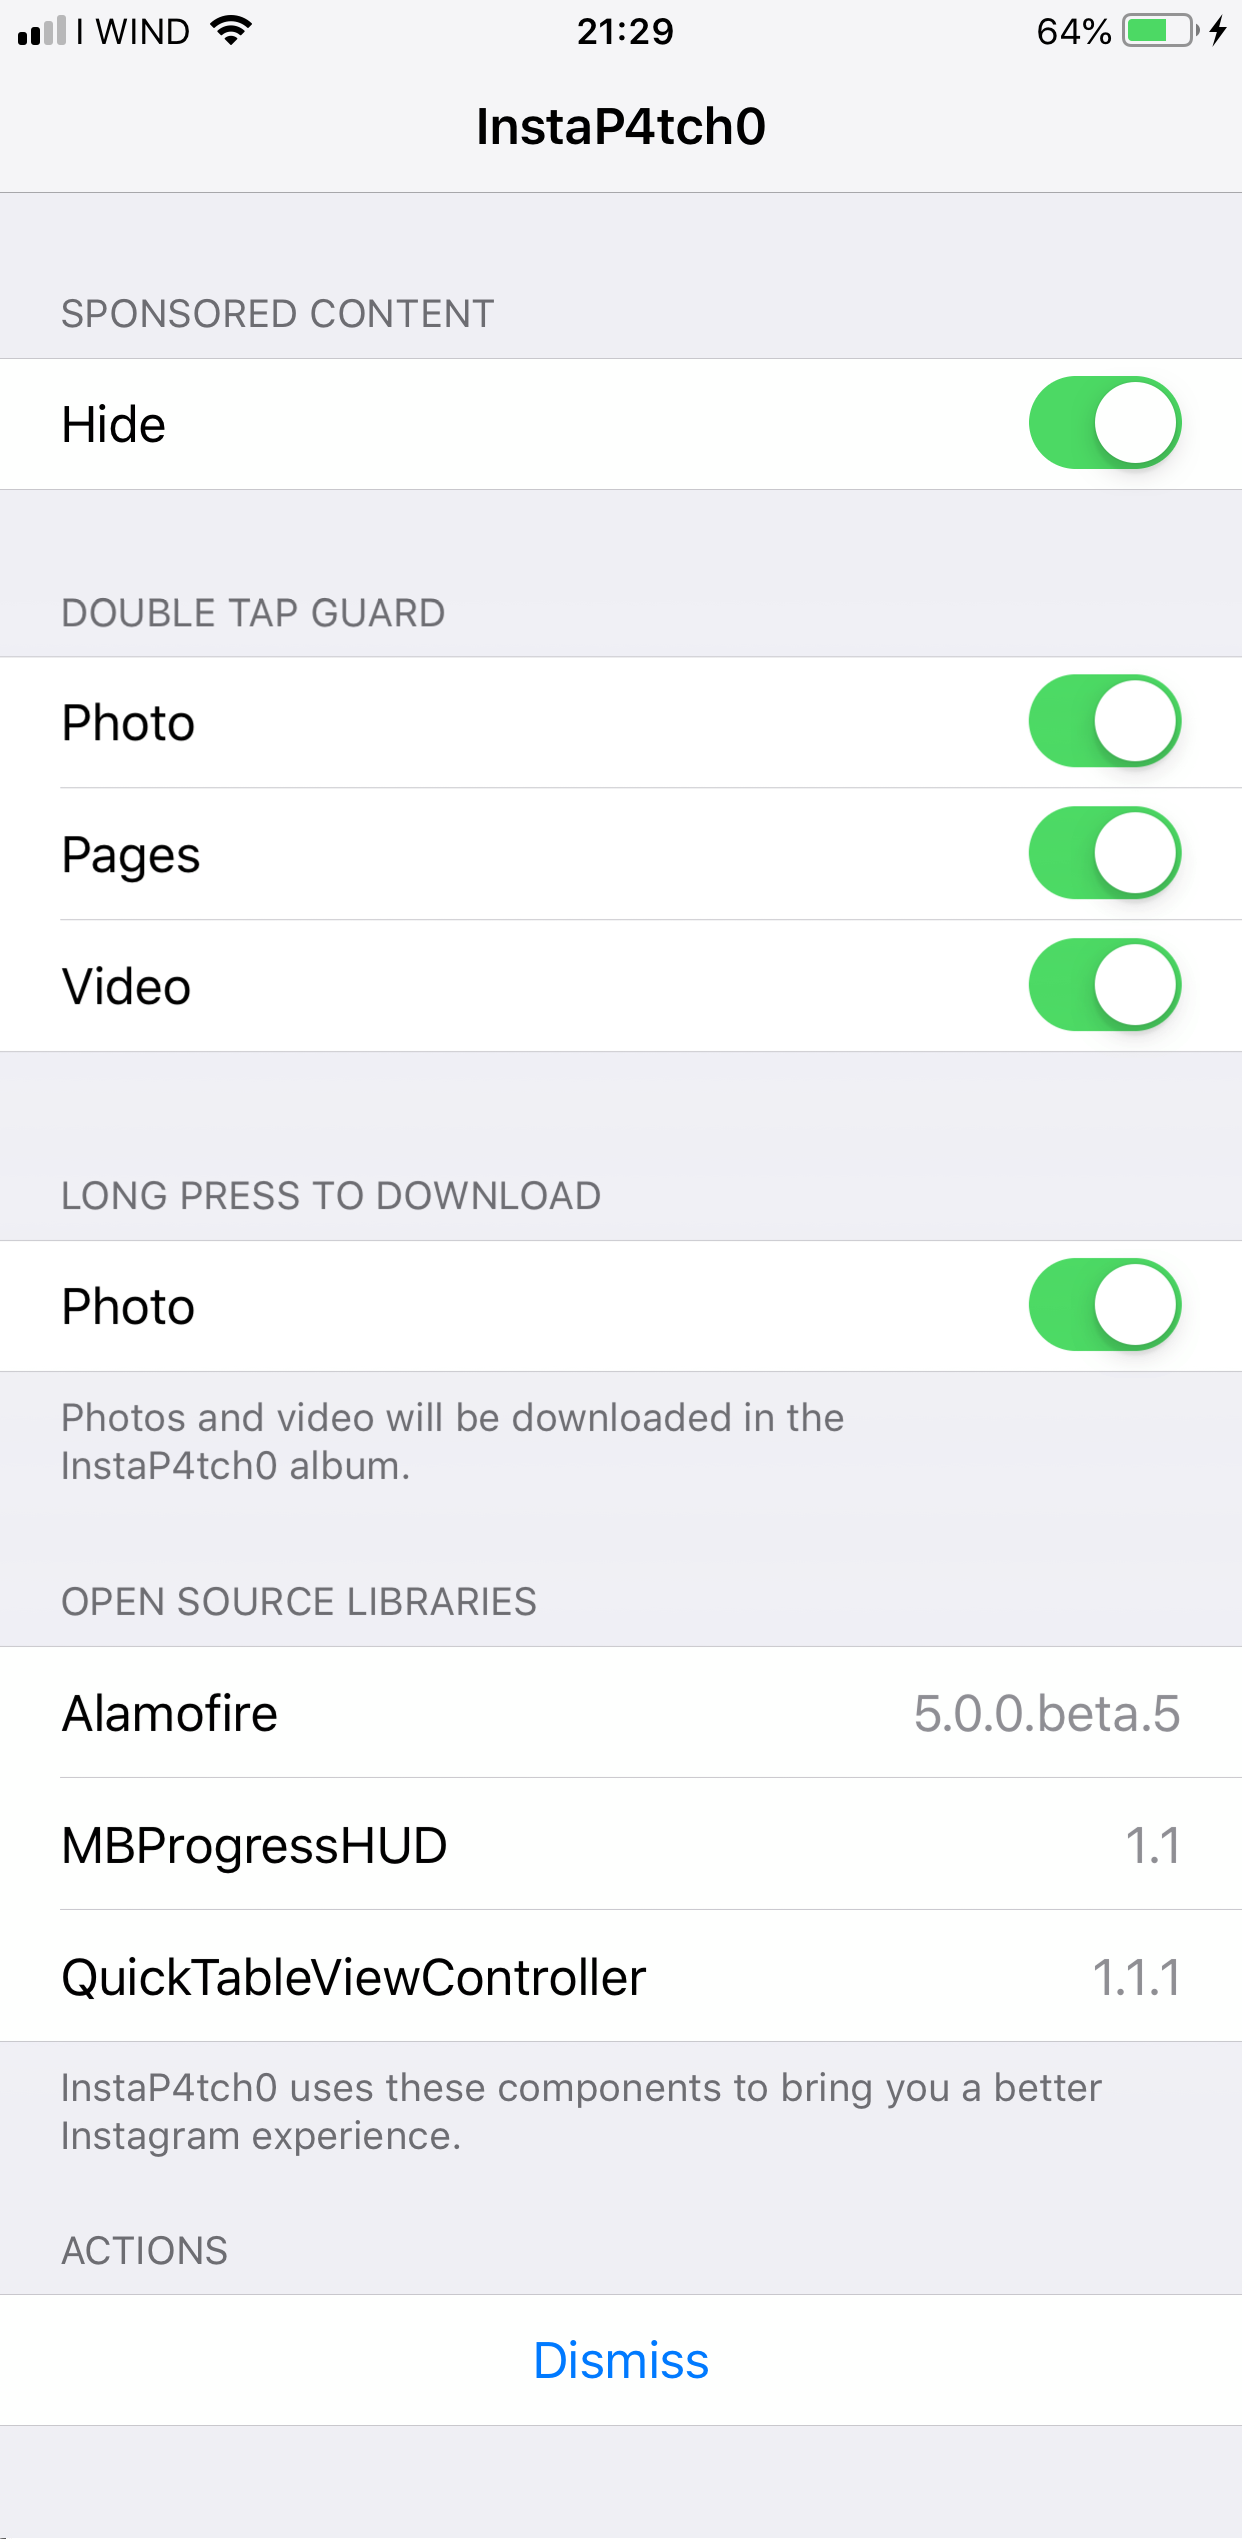 I WIND 21:29 64%
InstaP4tch0
SPONSORED CONTENT
Hide
DOUBLE TAP GUARD
Photo
Pages
Video
LONG PRESS TO DOWNLOAD
Photo
Photos and video will be downloaded in the
InstaP4tch0 album.
OPEN SOURCE LIBRARIES
Alamofire 5.0.0.beta.5
MBProgressHUD 1.1
QuickTableViewController 1.1.1
InstaP4tch0 uses these components to bring you a better
Instagram experience.
ACTIONS
Dismiss